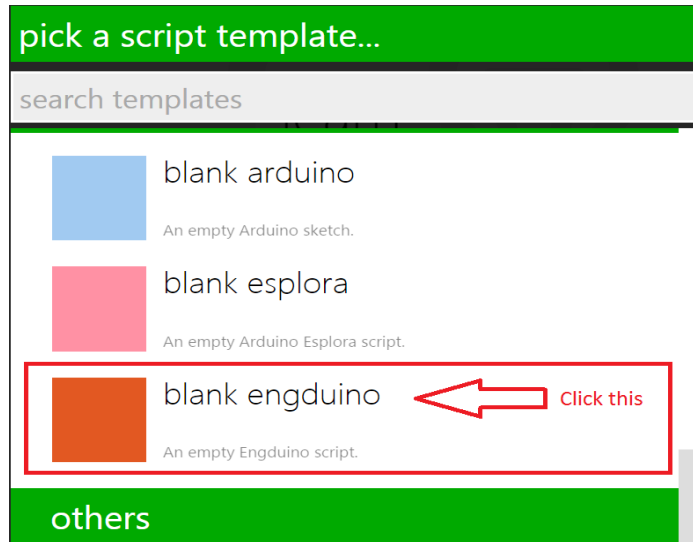 pick a script template...
search templates
blank arduino
An empty Arduino sketch.
blank esplora
An empty Arduino Esplora script.
blank engduino
Click this
An empty Engduino script.
others